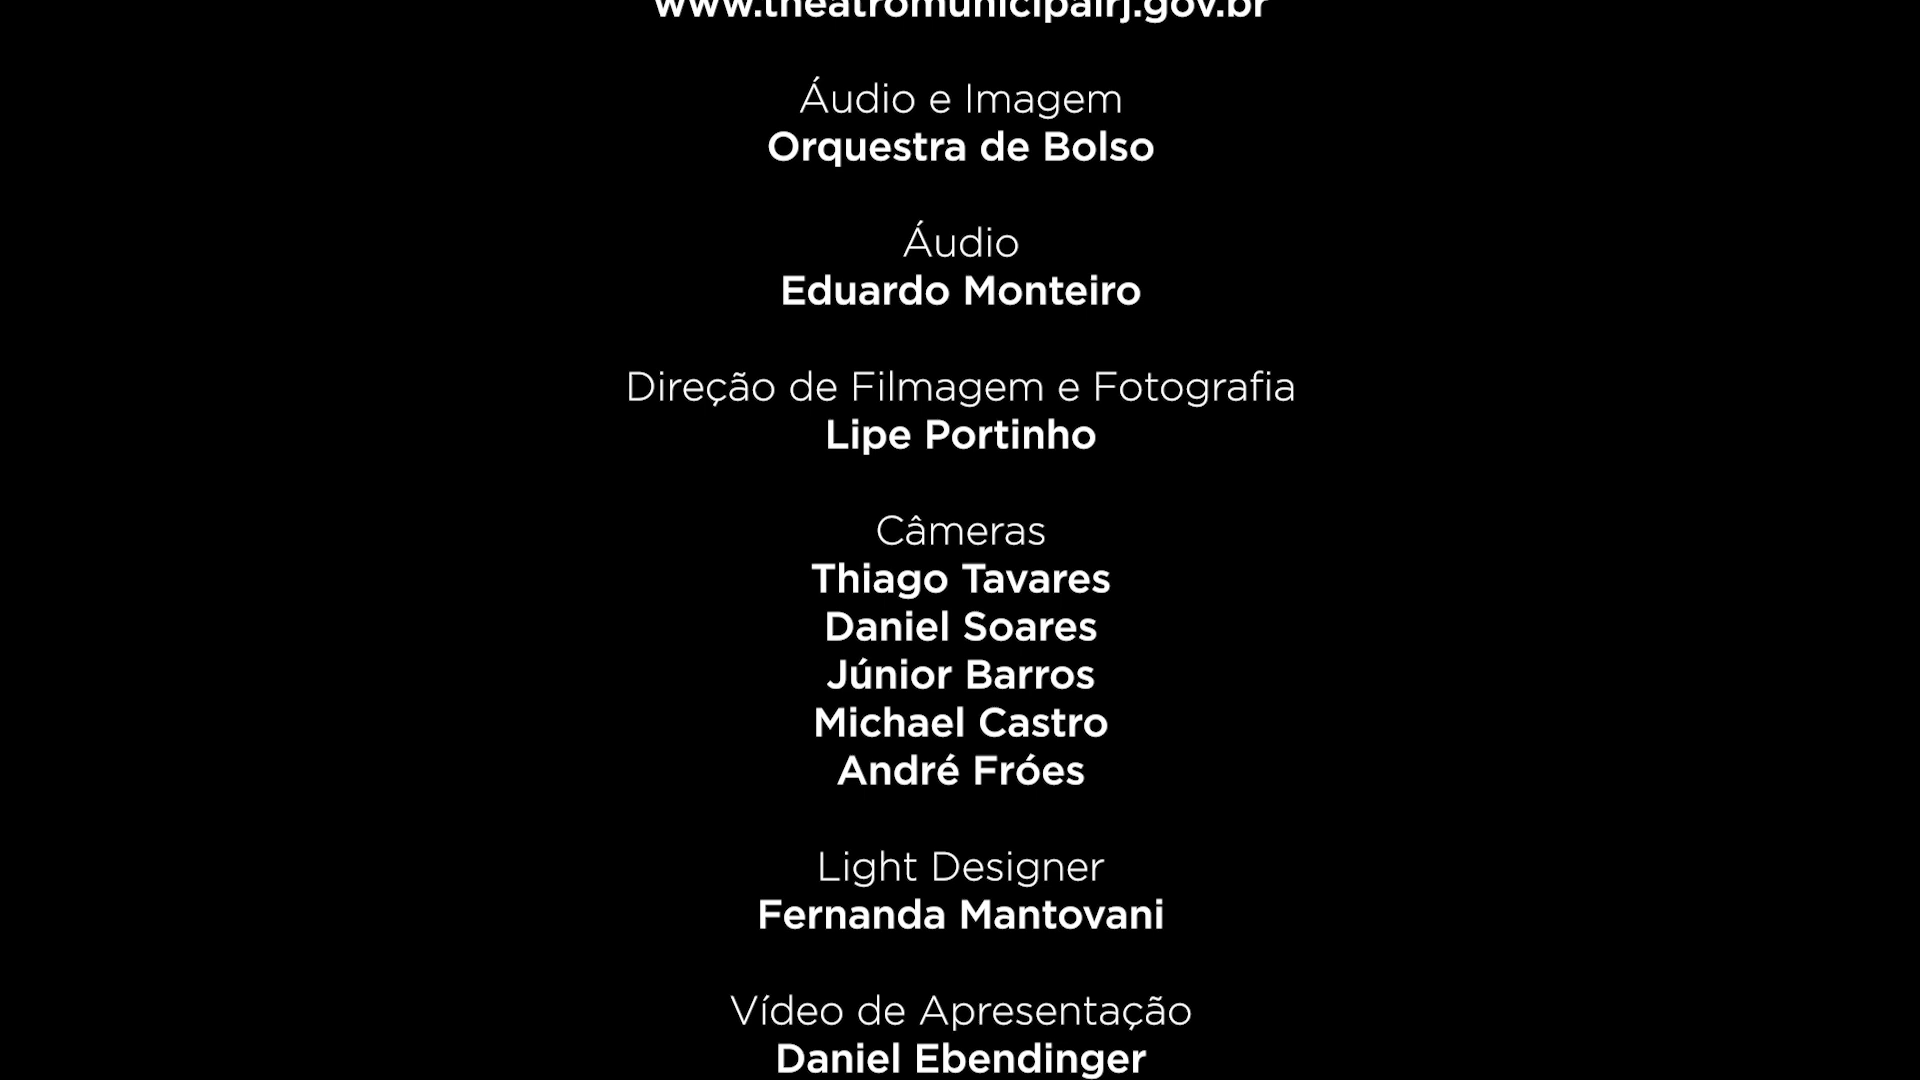 www.theatromunicipalrj.gov.br
Áudio e Imagem
Orquestra de Bolso
Áudio
Eduardo Monteiro
Direção de Filmagem e Fotografia
Lipe Portinho
Câmeras
Thiago Tavares
Daniel Soares
Júnior Barros
Michael Castro
André Fróes
Light Designer
Fernanda Mantovani
Vídeo de Apresentação
Daniel Ebendinger